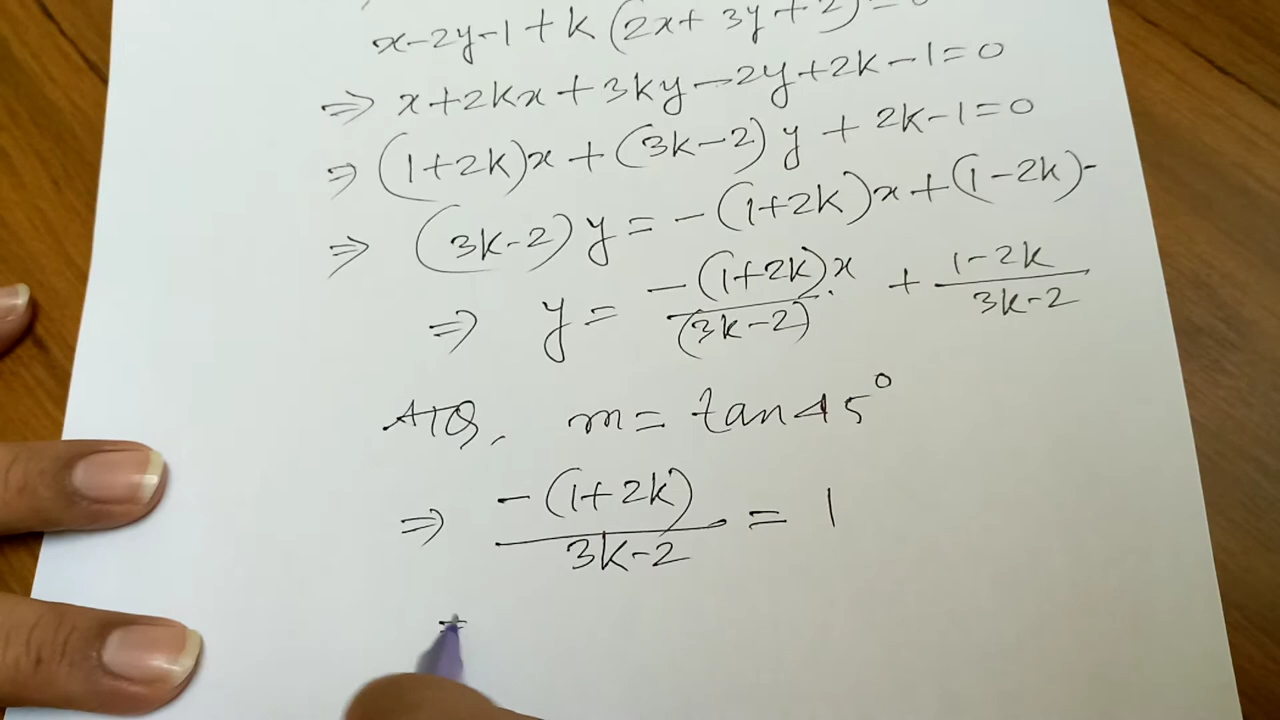 x-2y-1+k(2x+3y+2)=0
⇒ x+2kx+3ky-2y+2k-1=0
⇒ (1+2k)x+(3k-2)y+2k-1=0
⇒ (3k-2)y=-(1+2k)x+(1-2k)-
⇒ y= -(1+2k)x/(3k-2) + 1-2k/3k-2
ATQ, m=tan45°
⇒ -(1+2k)/3k-2 = 1